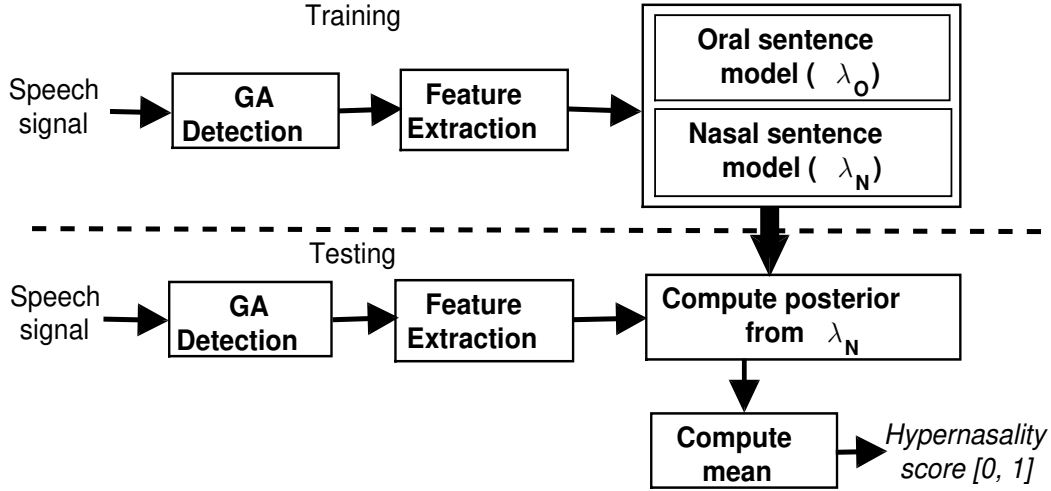 Training
Speech
signal
GA
Detection
Feature
Extraction
Oral sentence
model ( λO)
Nasal sentence
model ( λN)
Testing
Speech
signal
GA
Detection
Feature
Extraction
Compute posterior
from λN
Compute
mean
Hypernasality
score [0, 1]